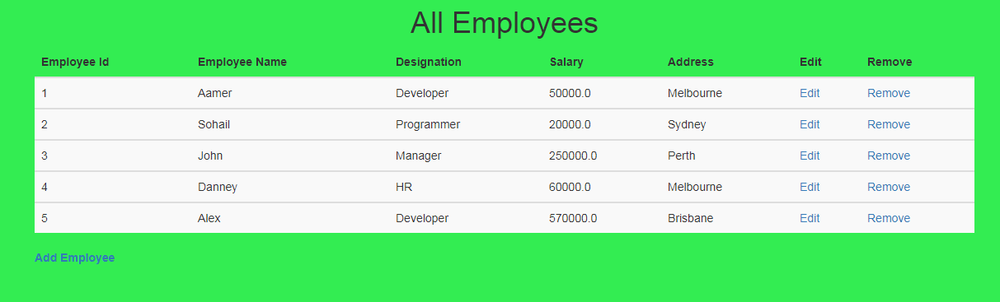 All Employees
Employee Id Employee Name Designation Salary Address Edit Remove
1 Aamer Developer 50000.0 Melbourne Edit Remove
2 Sohail Programmer 20000.0 Sydney Edit Remove
3 John Manager 250000.0 Perth Edit Remove
4 Danney HR 60000.0 Melbourne Edit Remove
5 Alex Developer 570000.0 Brisbane Edit Remove
Add Employee